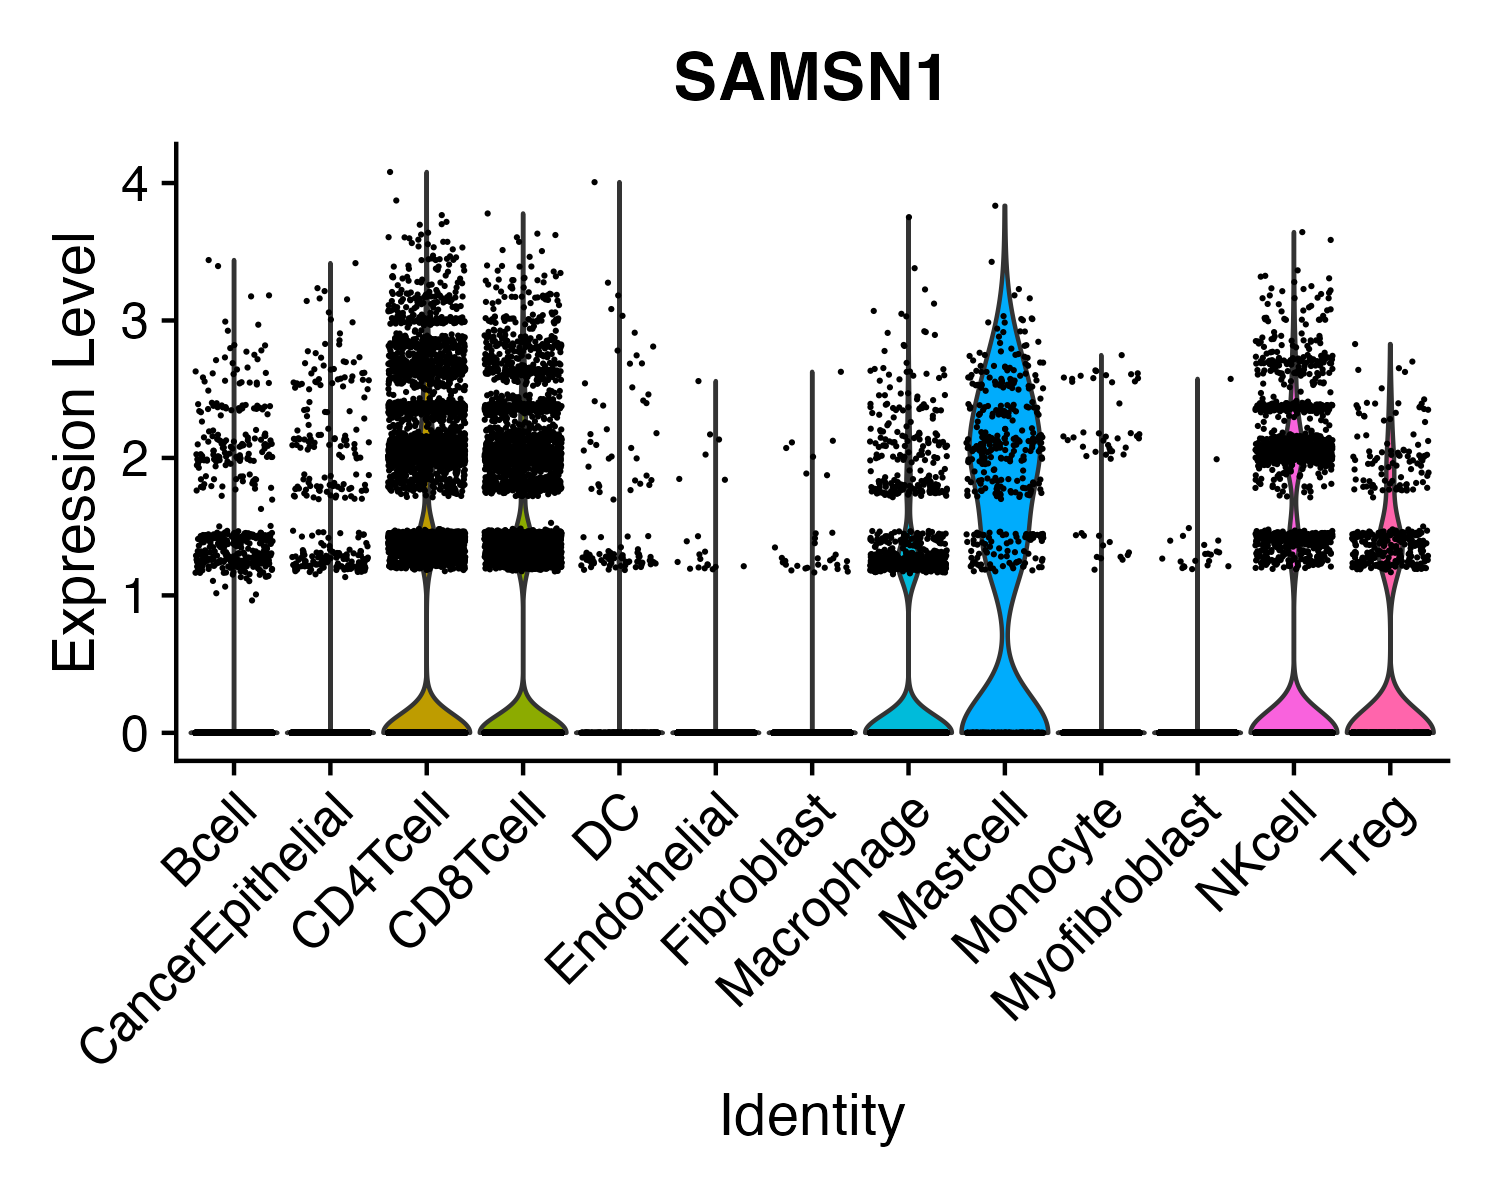 SAMSN1
Expression Level
4
3
2
1
0
Bcell
CancerEpithelial
CD4Tcell
CD8Tcell
DC
Endothelial
Fibroblast
Macrophage
Mastcell
Monocyte
Myofibroblast
NKcell
Treg
Identity